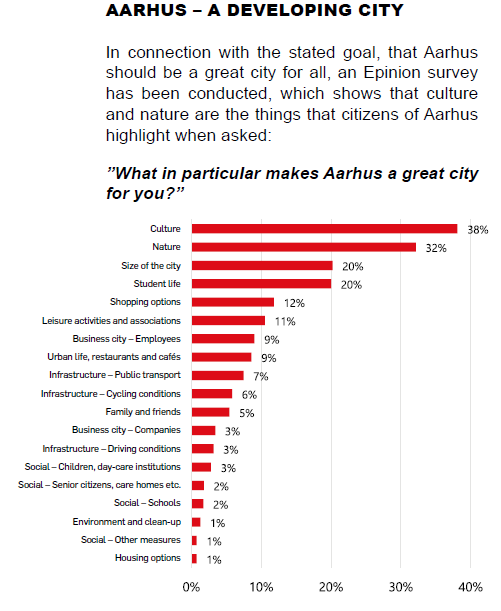 AARHUS – A DEVELOPING CITY
In connection with the stated goal, that Aarhus
should be a great city for all, an Epinion survey
has been conducted, which shows that culture
and nature are the things that citizens of Aarhus
highlight when asked:
”What in particular makes Aarhus a great city
for you?”
Culture 38%
Nature 32%
Size of the city 20%
Student life 20%
Shopping options 12%
Leisure activities and associations 11%
Business city – Employees 9%
Urban life, restaurants and cafés 9%
Infrastructure – Public transport 7%
Infrastructure – Cycling conditions 6%
Family and friends 5%
Business city – Companies 3%
Infrastructure – Driving conditions 3%
Social – Children, day-care institutions 3%
Social – Senior citizens, care homes etc. 2%
Social – Schools 2%
Environment and clean-up 1%
Social – Other measures 1%
Housing options 1%
0% 10% 20% 30% 40%